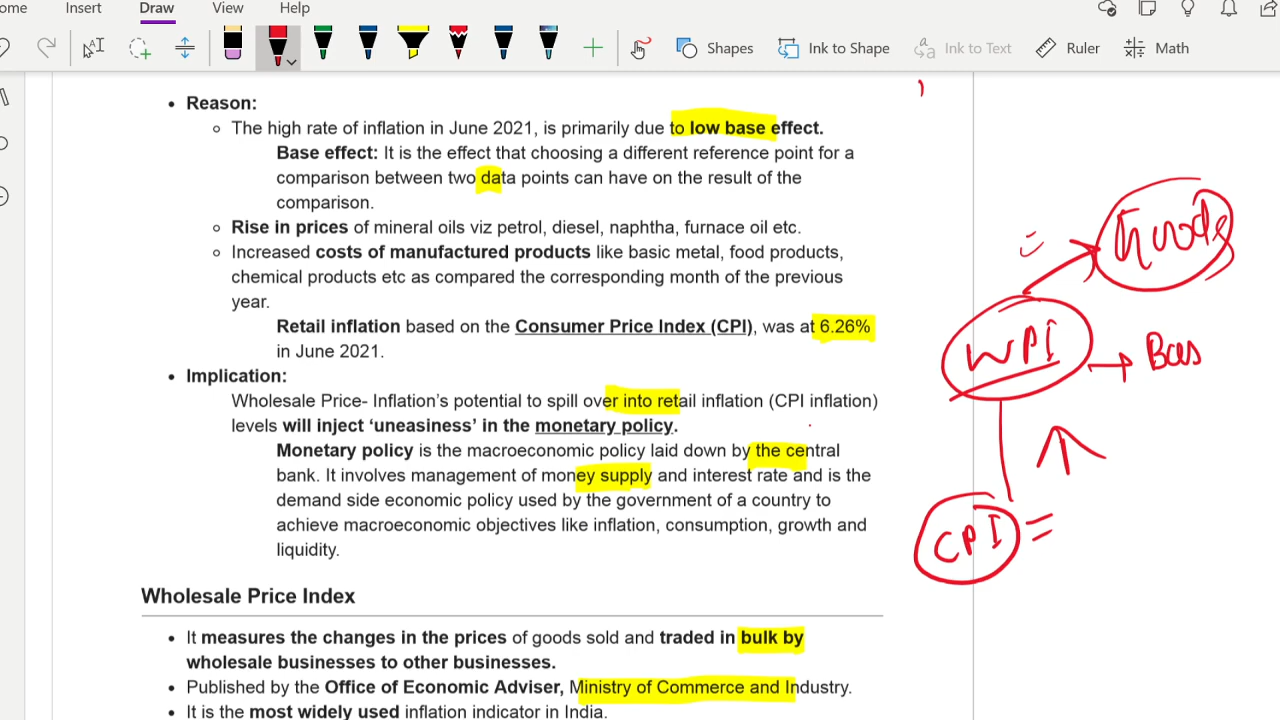 ome Insert Draw View Help
Shapes Ink to Shape Ink to Text Ruler Math
• Reason:
○ The high rate of inflation in June 2021, is primarily due to low base effect.
Base effect: It is the effect that choosing a different reference point for a
comparison between two data points can have on the result of the
comparison.
○ Rise in prices of mineral oils viz petrol, diesel, naphtha, furnace oil etc.
○ Increased costs of manufactured products like basic metal, food products,
chemical products etc as compared the corresponding month of the previous
year.
Retail inflation based on the Consumer Price Index (CPI), was at 6.26%
in June 2021.
• Implication:
Wholesale Price- Inflation's potential to spill over into retail inflation (CPI inflation)
levels will inject 'uneasiness' in the monetary policy.
Monetary policy is the macroeconomic policy laid down by the central
bank. It involves management of money supply and interest rate and is the
demand side economic policy used by the government of a country to
achieve macroeconomic objectives like inflation, consumption, growth and
liquidity.
Wholesale Price Index
• It measures the changes in the prices of goods sold and traded in bulk by
wholesale businesses to other businesses.
• Published by the Office of Economic Adviser, Ministry of Commerce and Industry.
• It is the most widely used inflation indicator in India.
Goods
WPI
Bus
CPI =